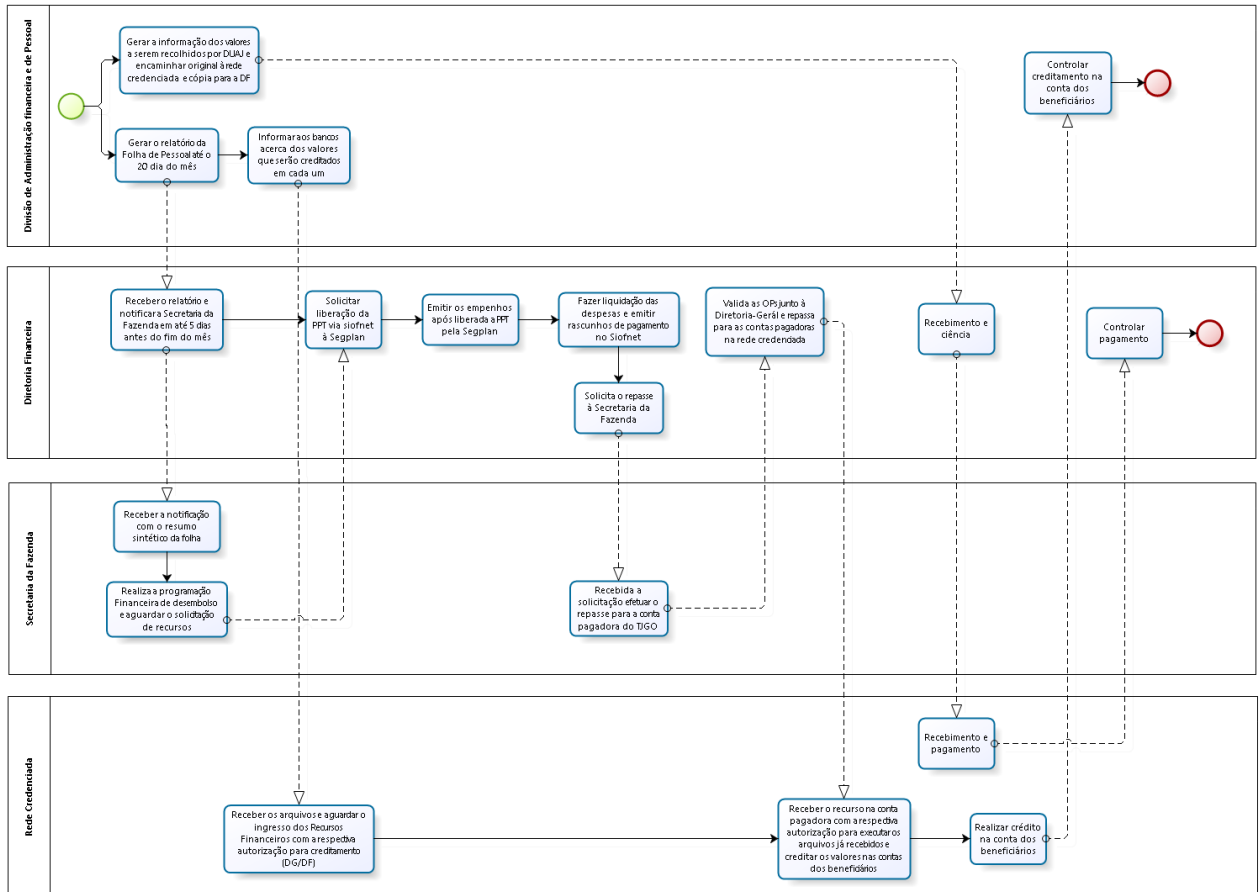 Divisão de Administração financeira e de Pessoal
Gerar a informação dos valores
a serem recolhidos por DUAJ e
encaminhar original à rede
credenciada e cópia para a DF
Gerar o relatório da
Folha de Pessoal até o
20 dia do mês
Informar aos bancos
acerca dos valores
que serão creditados
em cada um
Controlar
creditamento na
conta dos
beneficiários
Diretoria Financeira
Receber o relatório e
notificar a Secretaria da
Fazenda em até 5 dias
antes do fim do mês
Solicitar
liberação da
PPT via siofnet
à Segplan
Emitir os empenhos
após liberada a PPT
pela Segplan
Fazer liquidação das
despesas e emitir
rascunhos de pagamento
no Siofnet
Solicita o repasse
à Secretaria da
Fazenda
Valida as OPs junto à
Diretoria-Gerál e repassa
para as contas pagadoras
na rede credenciada
Recebimento e
ciência
Controlar
pagamento
Secretaria da Fazenda
Receber a notificação
com o resumo
sintético da folha
Realiza a programação
Financeira de desembolso
e aguardar o solicitação
de recursos
Recebida a
solicitação efetuar o
repasse para a conta
pagadora do TJGO
Rede Credenciada
Receber os arquivos e aguardar o
ingresso dos Recursos
Financeiros com a respectiva
autorização para creditamento
(DG/DF)
Receber o recurso na conta
pagadora com a respectiva
autorização para executar os
arquivos já recebidos e
creditar os valores nas contas
dos beneficiários
Recebimento e
pagamento
Realizar crédito
na conta dos
beneficiários